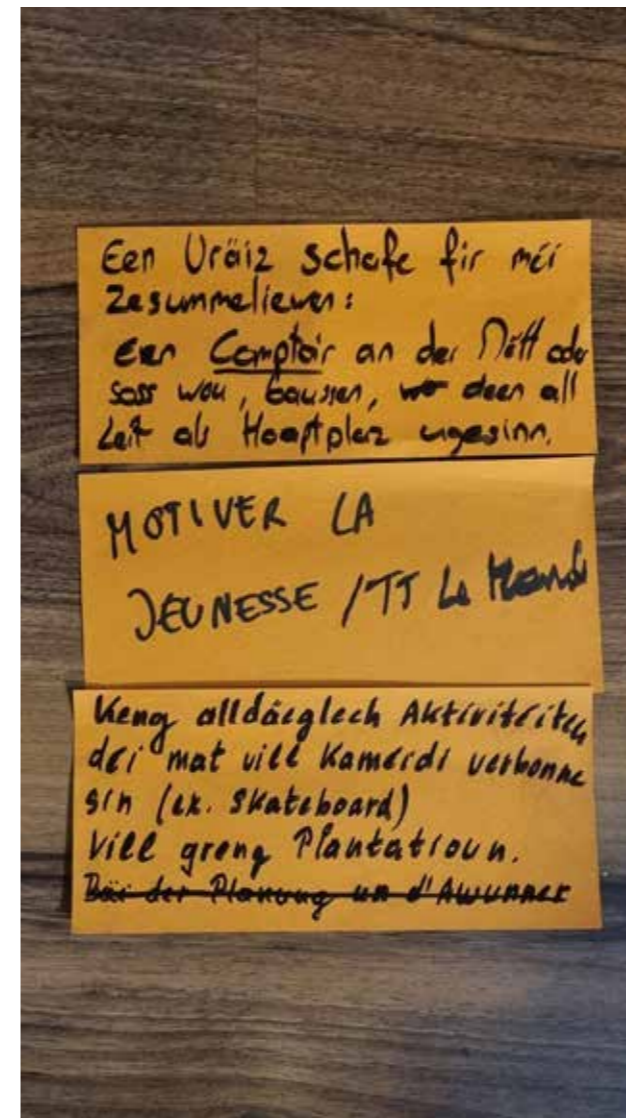 Een Uräiz schafe fir méi
Zesummeliewen:
Een Comptoir an der Mëtt oder
soss wou, baussen, wo deen all
Leit als Haaptplaz ugesinn.
MOTIVER LA
JEUNESSE / TT Le Monde
Keng alldäeglech Aktivitéiten
déi mat vill Kaméidi verbonne
sin (ex. Skateboard)
Vill greng Plantatioun.
Bäi der Planung un d'Awunner